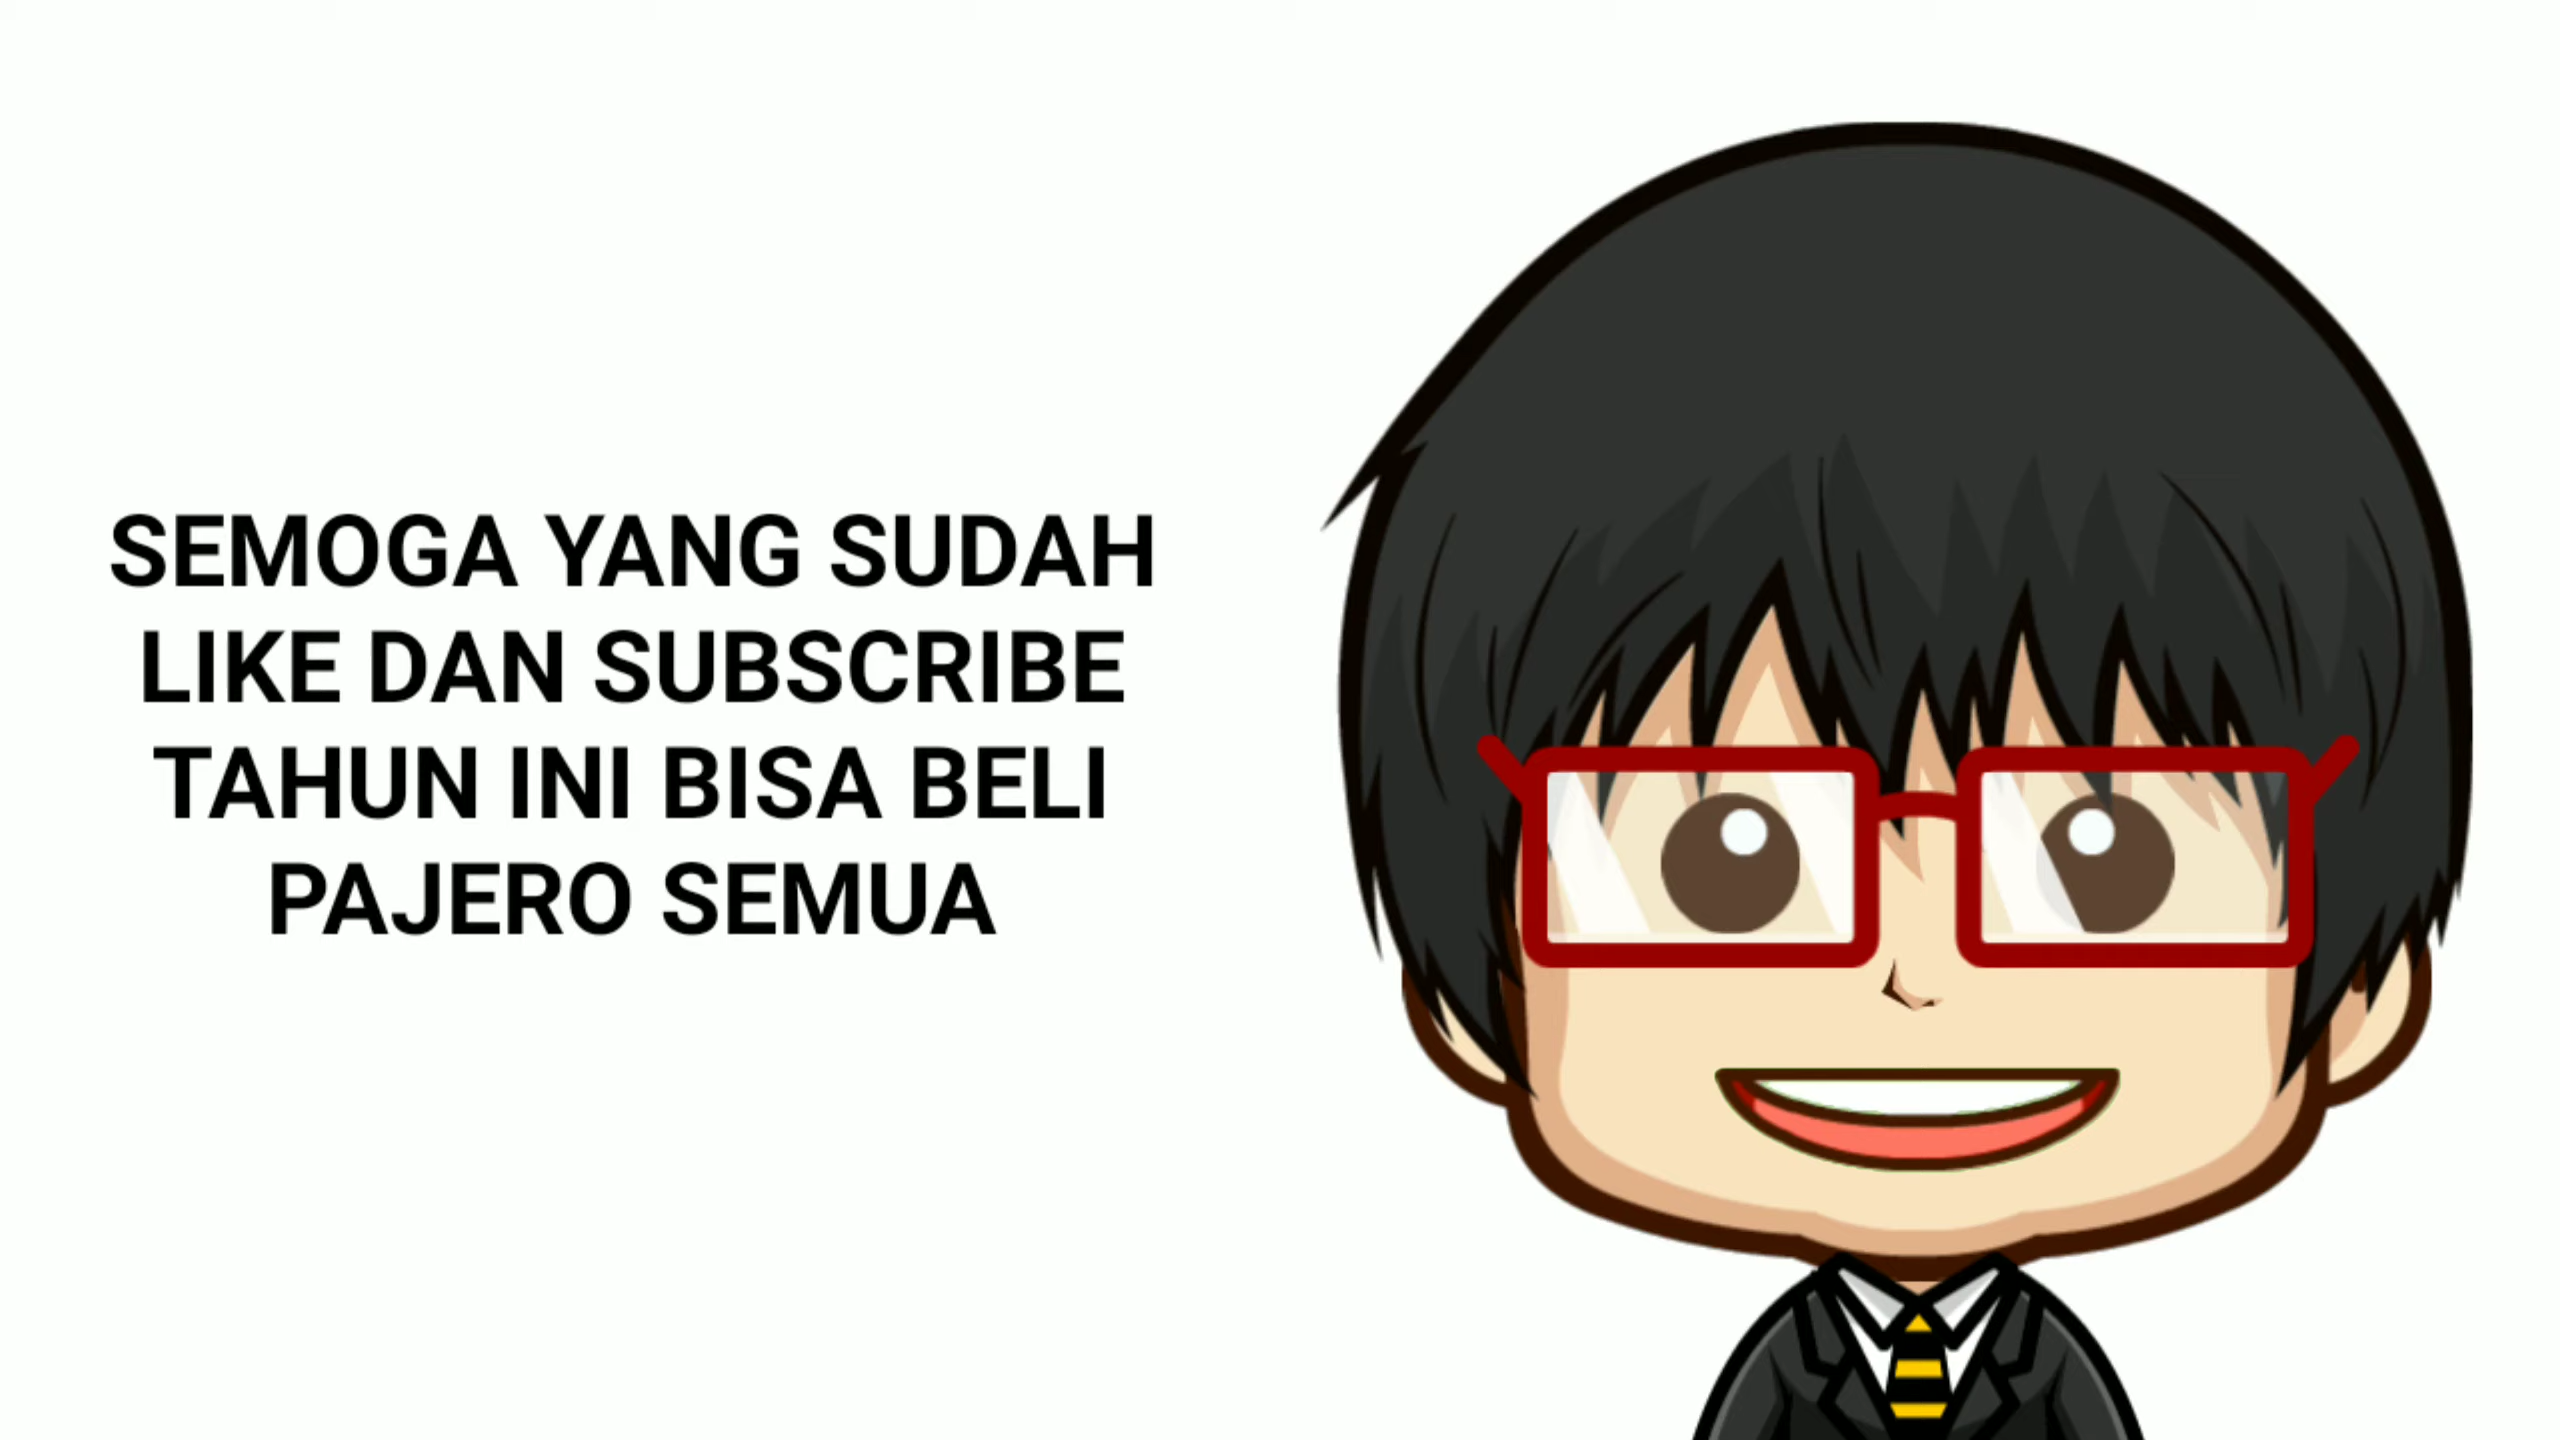 SEMOGA YANG SUDAH
LIKE DAN SUBSCRIBE
TAHUN INI BISA BELI
PAJERO SEMUA